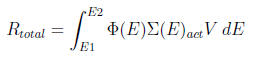 R_{total} = \int_{E1}^{E2} \Phi(E)\Sigma(E)_{act} V \, dE